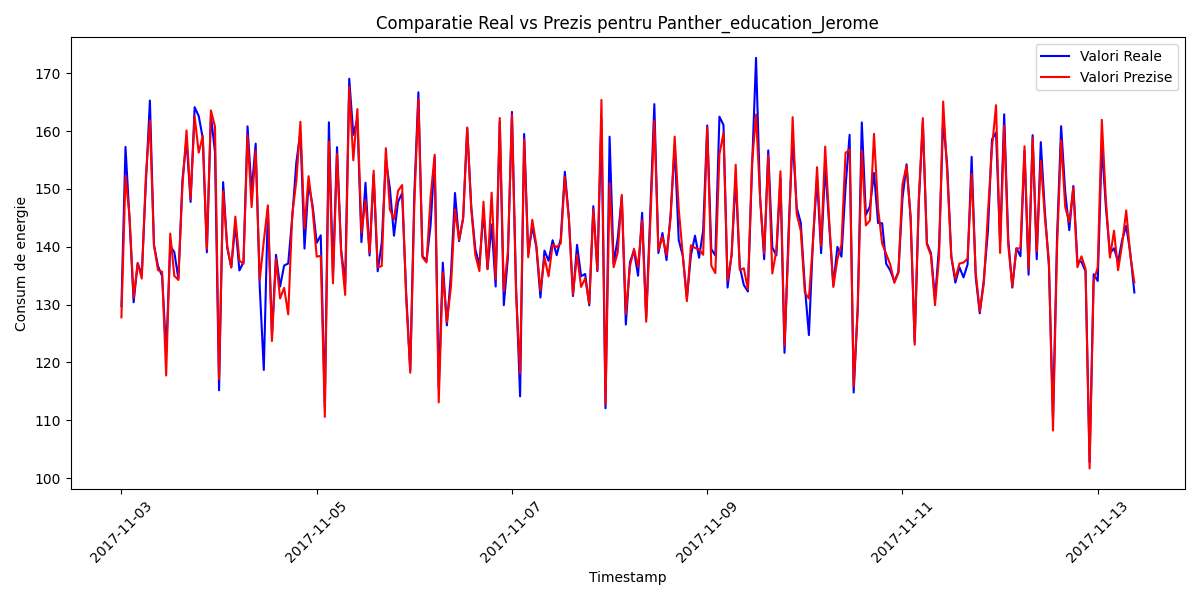 Comparatie Real vs Prezis pentru Panther_education_Jerome
Valori Reale
Valori Prezise
Consum de energie
170
160
150
140
130
120
110
100
2017-11-03
2017-11-05
2017-11-07
2017-11-09
2017-11-11
2017-11-13
Timestamp